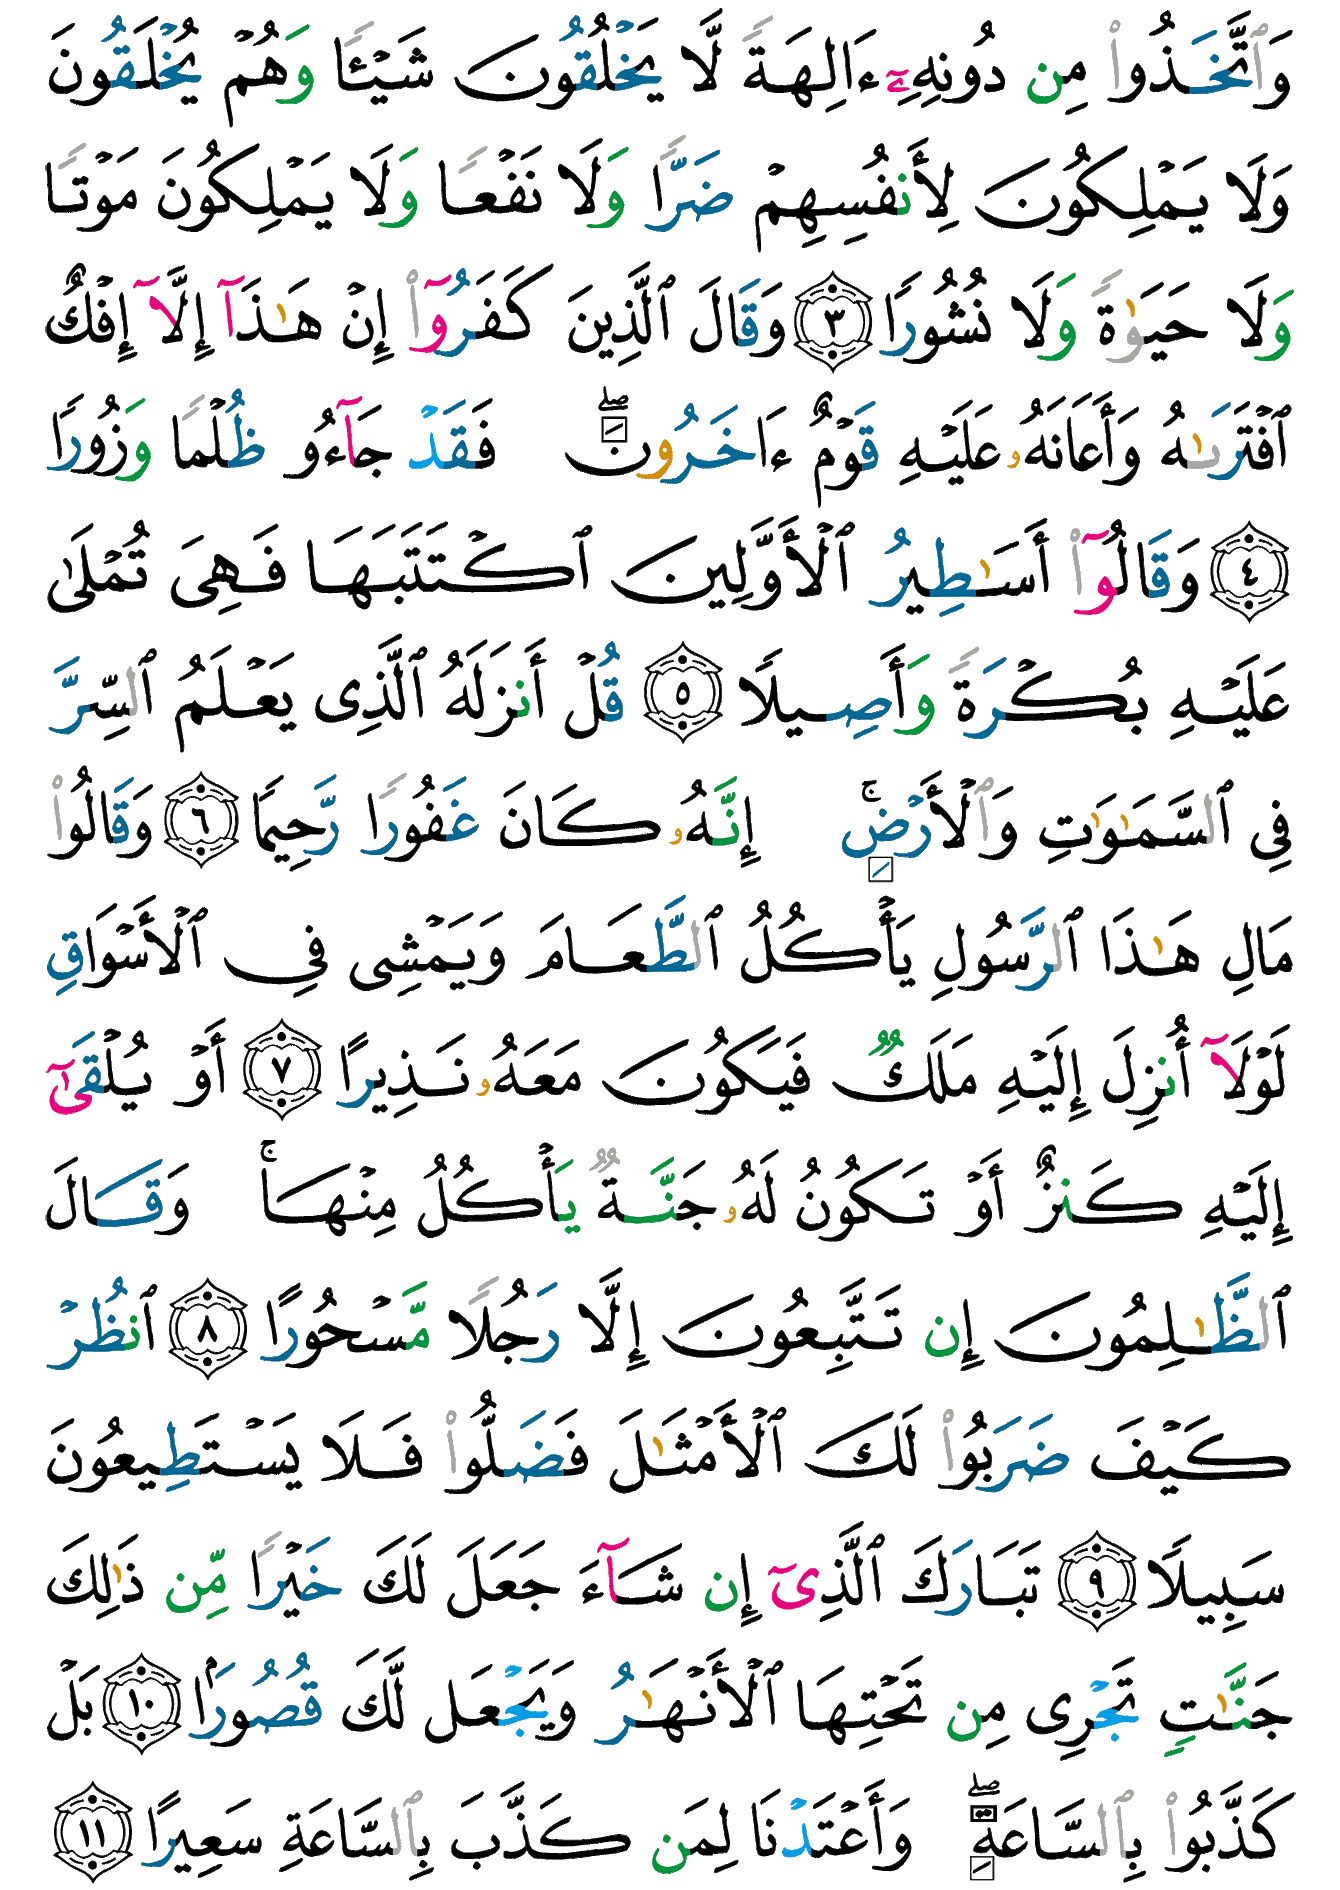 وَٱتَّخَذُوا۟ مِن دُونِهِۦٓ ءَالِهَةً لَّا يَخْلُقُونَ شَيْـًٔا وَهُمْ يُخْلَقُونَ
وَلَا يَمْلِكُونَ لِأَنفُسِهِمْ ضَرًّا وَلَا نَفْعًا وَلَا يَمْلِكُونَ مَوْتًا
وَلَا حَيَوٰةً وَلَا نُشُورًا ٣ وَقَالَ ٱلَّذِينَ كَفَرُوٓا۟ إِنْ هَـٰذَآ إِلَّآ إِفْكٌ
ٱفْتَرَىٰهُ وَأَعَانَهُۥ عَلَيْهِ قَوْمٌ ءَاخَرُونَ ۖ فَقَدْ جَآءُو ظُلْمًا وَزُورًا
٤ وَقَالُوٓا۟ أَسَـٰطِيرُ ٱلْأَوَّلِينَ ٱكْتَتَبَهَا فَهِىَ تُمْلَىٰ
عَلَيْهِ بُكْرَةً وَأَصِيلًا ٥ قُلْ أَنزَلَهُ ٱلَّذِى يَعْلَمُ ٱلسِّرَّ
فِى ٱلسَّمَـٰوَٰتِ وَٱلْأَرْضِ ۚ إِنَّهُۥ كَانَ غَفُورًا رَّحِيمًا ٦ وَقَالُوا۟
مَالِ هَـٰذَا ٱلرَّسُولِ يَأْكُلُ ٱلطَّعَامَ وَيَمْشِى فِى ٱلْأَسْوَاقِ
لَوْلَآ أُنزِلَ إِلَيْهِ مَلَكٌ فَيَكُونَ مَعَهُۥ نَذِيرًا ٧ أَوْ يُلْقَىٰٓ
إِلَيْهِ كَنزٌ أَوْ تَكُونُ لَهُۥ جَنَّةٌ يَأْكُلُ مِنْهَا ۚ وَقَالَ
ٱلظَّـٰلِمُونَ إِن تَتَّبِعُونَ إِلَّا رَجُلًا مَّسْحُورًا ٨ ٱنظُرْ
كَيْفَ ضَرَبُوا۟ لَكَ ٱلْأَمْثَـٰلَ فَضَلُّوا۟ فَلَا يَسْتَطِيعُونَ
سَبِيلًا ٩ تَبَارَكَ ٱلَّذِىٓ إِن شَآءَ جَعَلَ لَكَ خَيْرًا مِّن ذَٰلِكَ
جَنَّـٰتٍ تَجْرِى مِن تَحْتِهَا ٱلْأَنْهَـٰرُ وَيَجْعَل لَّكَ قُصُورًۢا ١٠ بَلْ
كَذَّبُوا۟ بِٱلسَّاعَةِ ۖ وَأَعْتَدْنَا لِمَن كَذَّبَ بِٱلسَّاعَةِ سَعِيرًا ١١